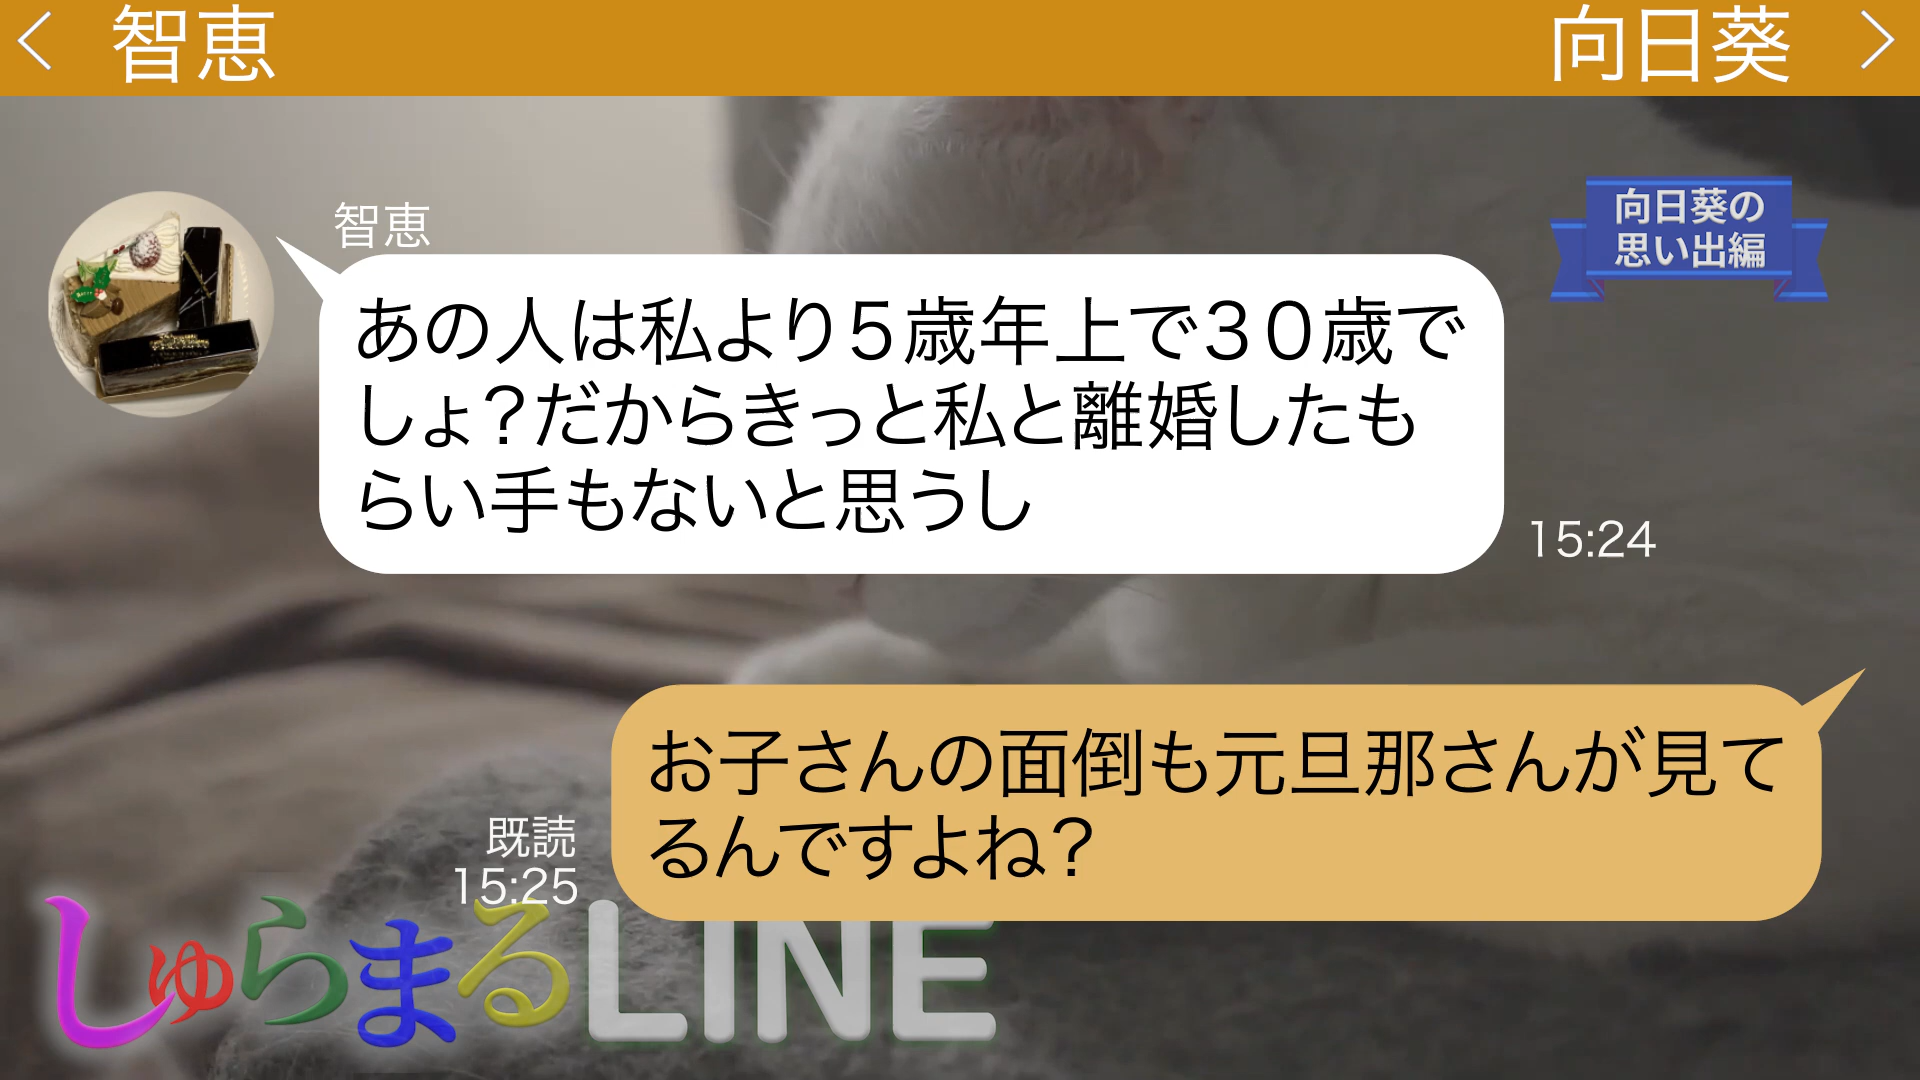 智恵
向日葵
向日葵の
思い出編
智恵
あの人は私より５歳年上で３０歳で
しょ？だからきっと私と離婚したも
らい手もないと思うし
15:24
お子さんの面倒も元旦那さんが見て
るんですよね？
既読
15:25
しゅらまるLINE